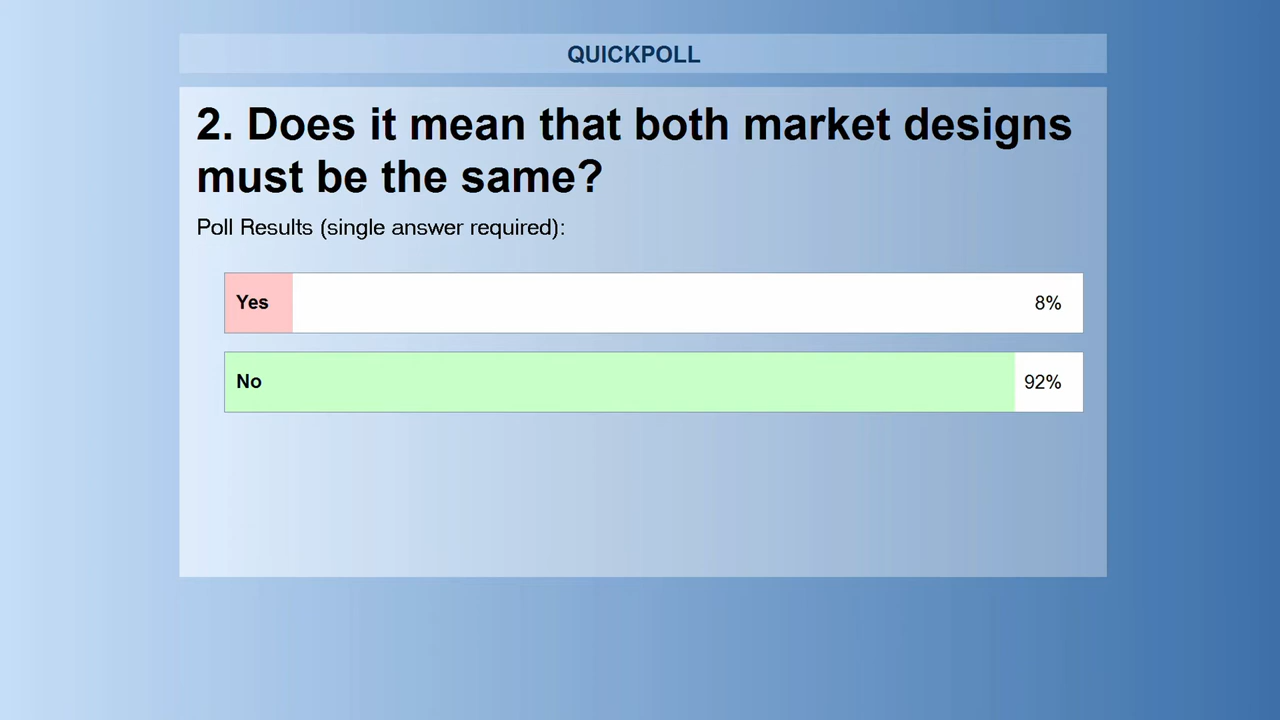 QUICKPOLL
2. Does it mean that both market designs
must be the same?
Poll Results (single answer required):
Yes 8%
No 92%